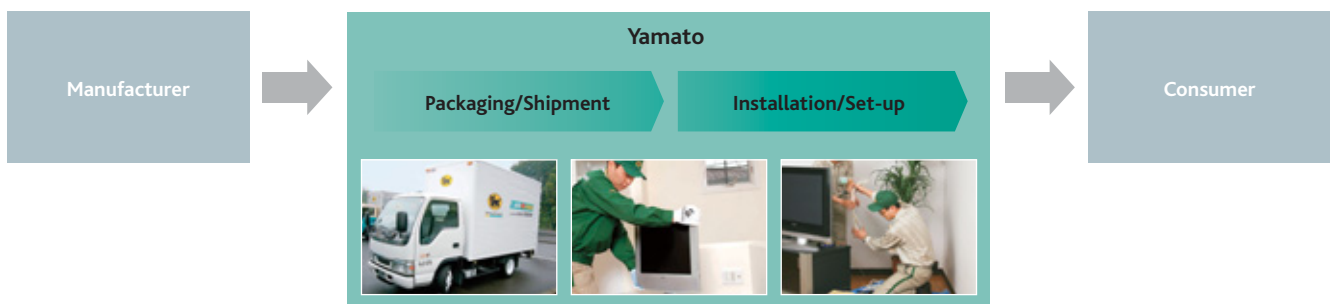 Yamato
Manufacturer
Packaging/Shipment
Installation/Set-up
Consumer